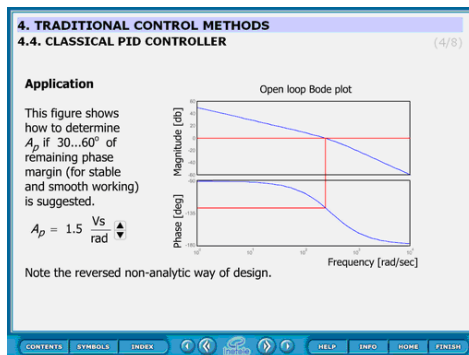 4. TRADITIONAL CONTROL METHODS
4.4. CLASSICAL PID CONTROLLER (4/8)
Application
Open loop Bode plot
This figure shows
how to determine
Ap if 30...60° of
remaining phase
margin (for stable
and smooth working)
is suggested.
Ap = 1.5 Vs
rad
Magnitude [db]
Phase [deg]
Frequency [rad/sec]
Note the reversed non-analytic way of design.
CONTENTS SYMBOLS INDEX inetele HELP INFO HOME FINISH